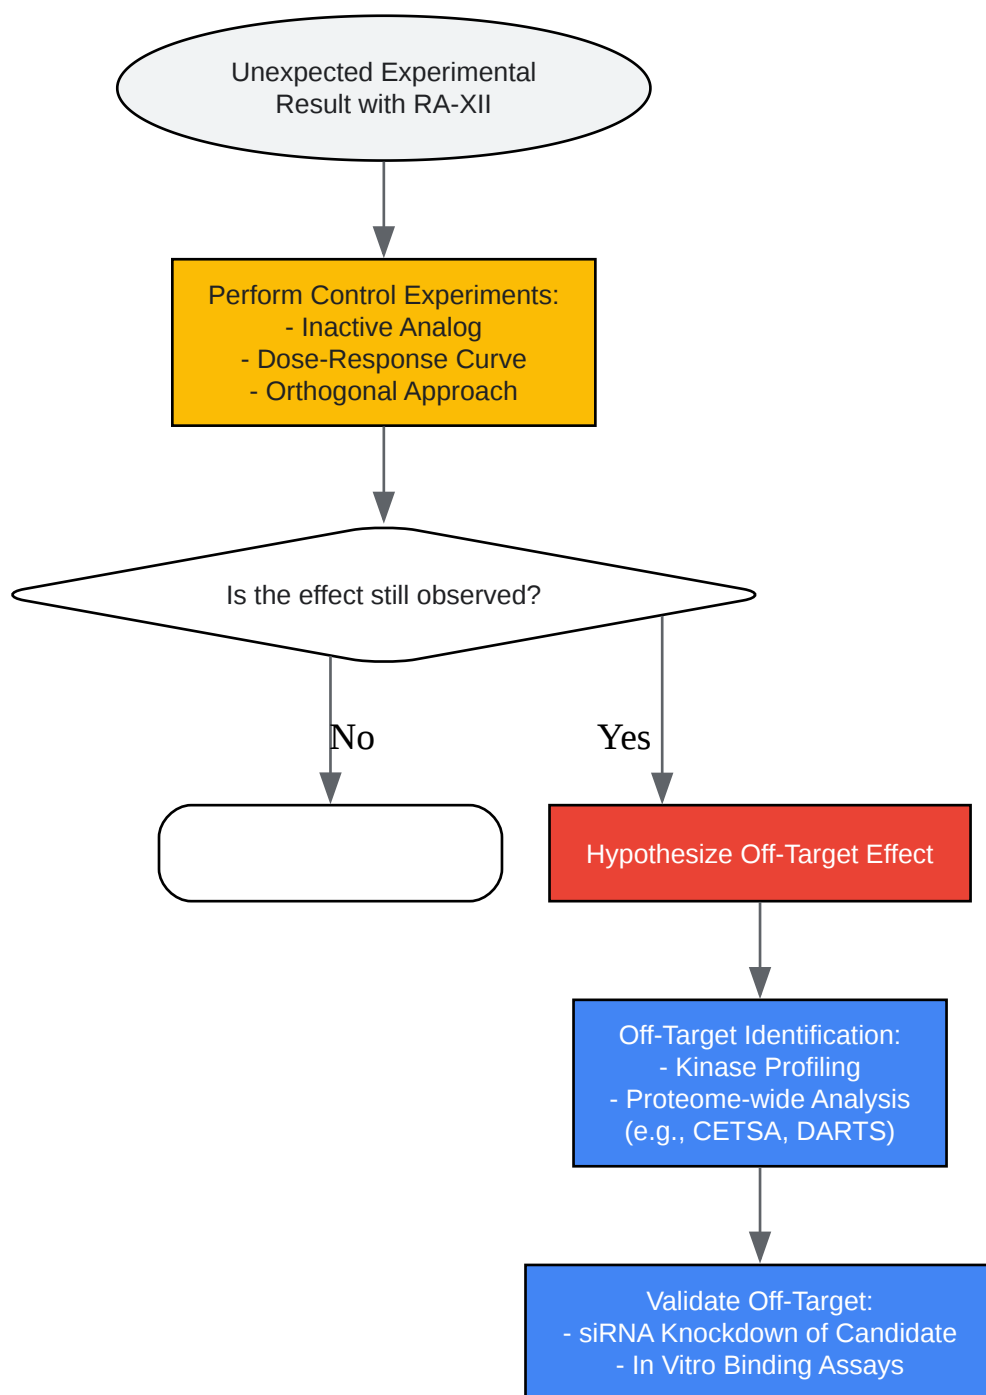 Unexpected Experimental
Result with RA-XII
Perform Control Experiments:
- Inactive Analog
- Dose-Response Curve
- Orthogonal Approach
Is the effect still observed?
No
Yes
Hypothesize Off-Target Effect
Off-Target Identification:
- Kinase Profiling
- Proteome-wide Analysis
(e.g., CETSA, DARTS)
Validate Off-Target:
- siRNA Knockdown of Candidate
- In Vitro Binding Assays